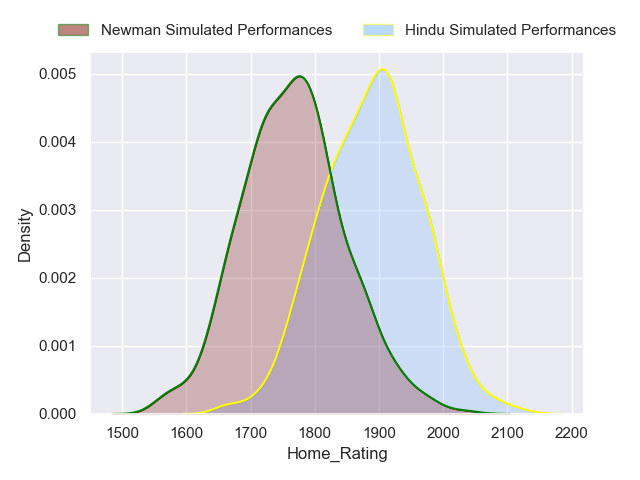 Newman Simulated Performances
Hindu Simulated Performances
0.005
0.004
0.003
0.002
0.001
0.000
Density
1500 1600 1700 1800 1900 2000 2100 2200
Home_Rating